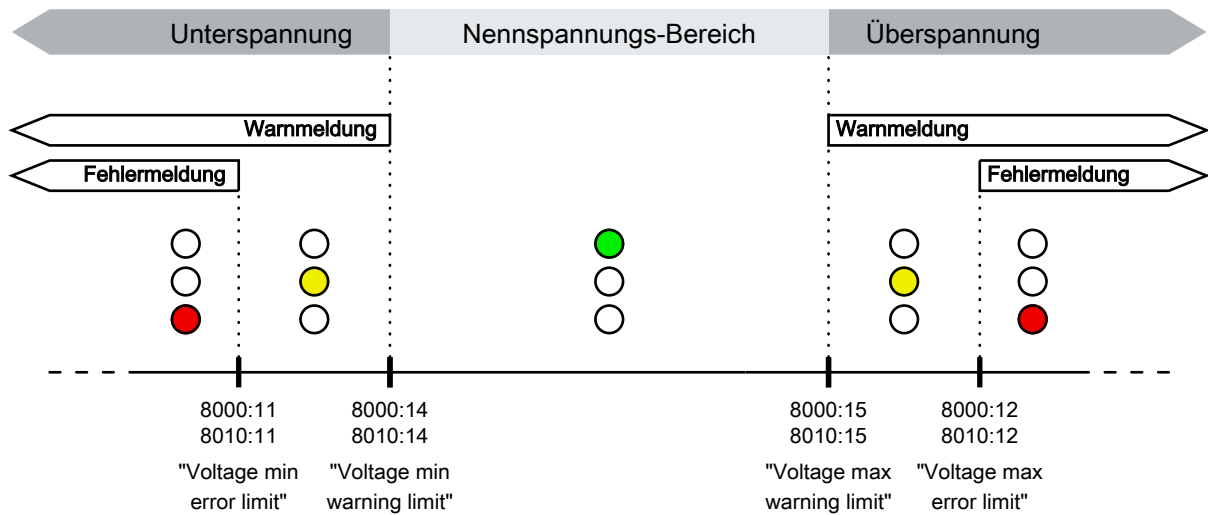 Unterspannung
Nennspannungs-Bereich
Überspannung
Warnmeldung
Warnmeldung
Fehlermeldung
Fehlermeldung
8000:11
8010:11
"Voltage min
error limit"
8000:14
8010:14
"Voltage min
warning limit"
8000:15
8010:15
"Voltage max
warning limit"
8000:12
8010:12
"Voltage max
error limit"